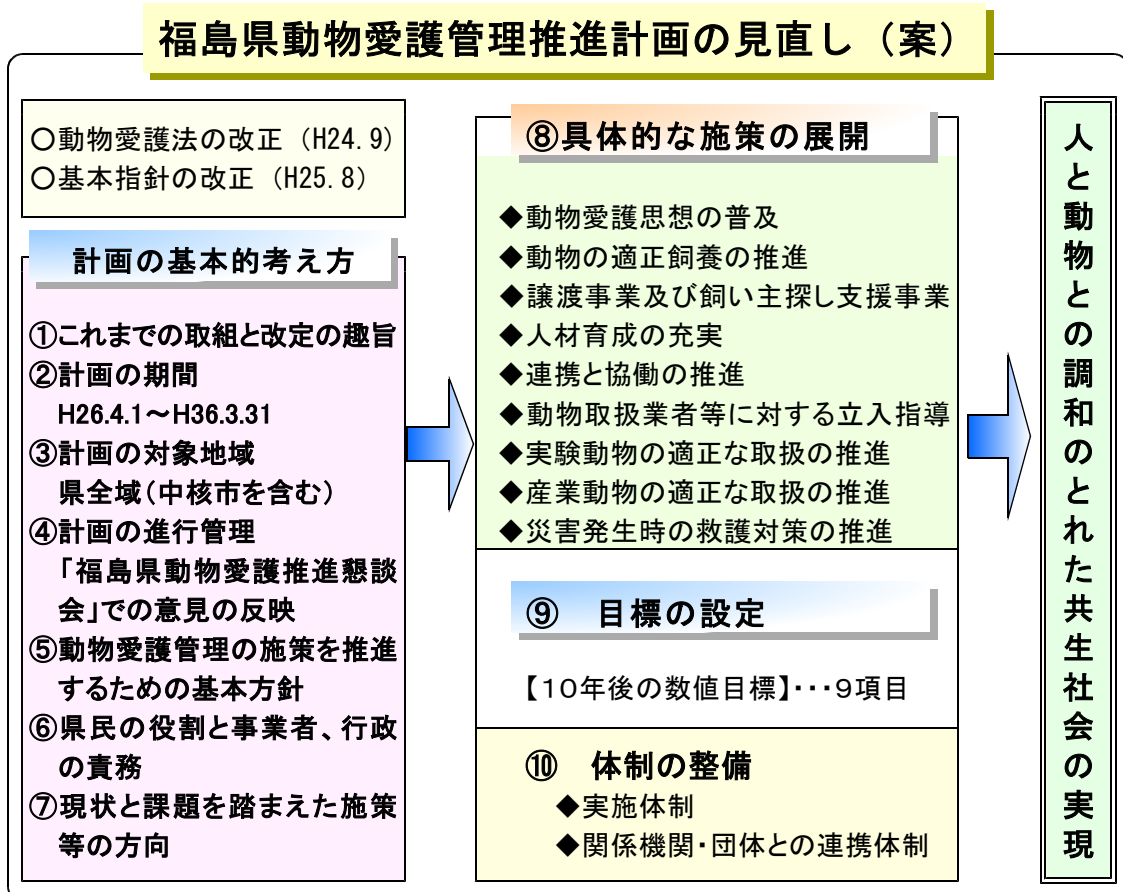 福島県動物愛護管理推進計画の見直し（案）
〇動物愛護法の改正（H24.9）
〇基本指針の改正（H25.8）
計画の基本的考え方
①これまでの取組と改定の趣旨
②計画の期間
H26.4.1～H36.3.31
③計画の対象地域
県全域（中核市を含む）
④計画の進行管理
「福島県動物愛護推進懇談
会」での意見の反映
⑤動物愛護管理の施策を推進
するための基本方針
⑥県民の役割と事業者、行政
の責務
⑦現状と課題を踏まえた施策
等の方向
⑧具体的な施策の展開
◆動物愛護思想の普及
◆動物の適正飼養の推進
◆譲渡事業及び飼い主探し支援事業
◆人材育成の充実
◆連携と協働の推進
◆動物取扱業者等に対する立入指導
◆実験動物の適正な取扱の推進
◆産業動物の適正な取扱の推進
◆災害発生時の救護対策の推進
⑨　目標の設定
【１０年後の数値目標】・・・９項目
⑩　体制の整備
◆実施体制
◆関係機関・団体との連携体制
人と動物との調和のとれた共生社会の実現